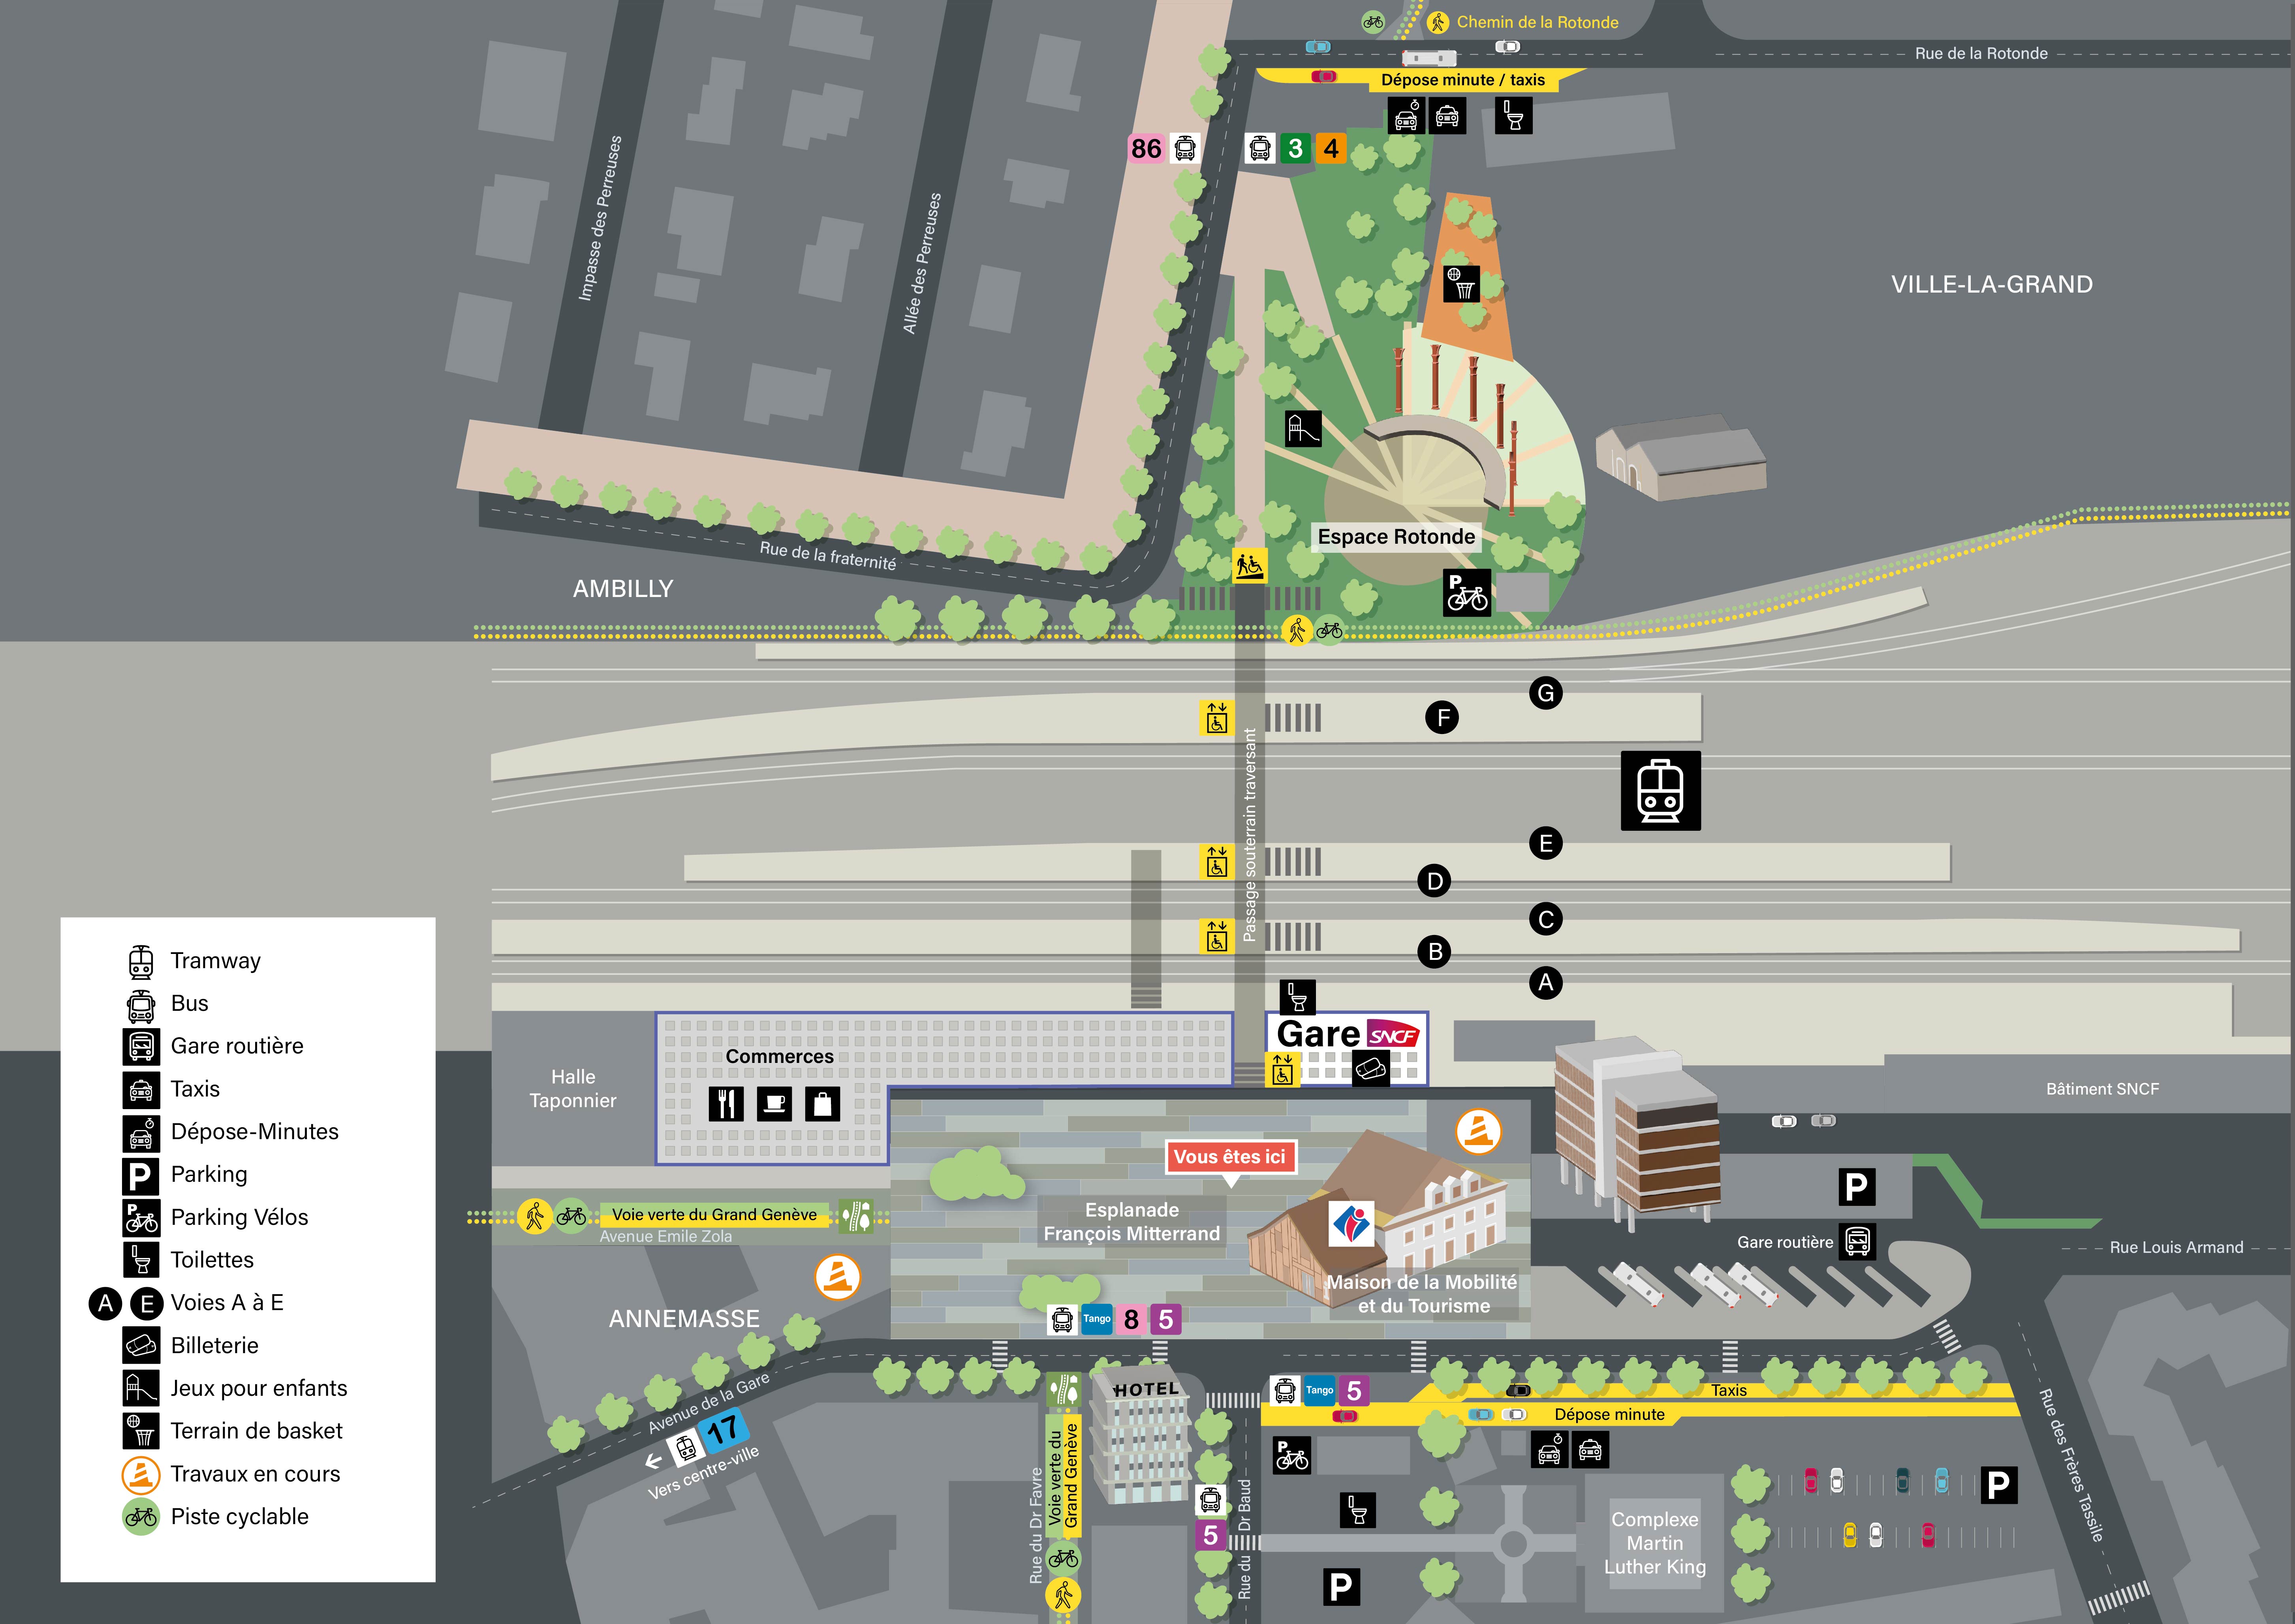 Chemin de la Rotonde
Rue de la Rotonde
Dépose minute / taxis
86
3
4
Impasse des Perreuses
Allée des Perreuses
VILLE-LA-GRAND
Espace Rotonde
P
Rue de la fraternité
AMBILLY
G
F
Passage souterrain traversant
E
D
C
B
A
Gare SNCF
Commerces
Halle
Taponnier
Bâtiment SNCF
Vous êtes ici
Esplanade
François Mitterrand
Voie verte du Grand Genève
Avenue Emile Zola
P
Gare routière
Rue Louis Armand
Maison de la Mobilité
et du Tourisme
ANNEMASSE
Tango
8
5
HOTEL
Tango
5
Taxis
Dépose minute
Avenue de la Gare
17
Vers centre-ville
Rue du Dr Favre
Voie verte du
Grand Genève
5
Rue du Dr Baud
P
P
Complexe
Martin
Luther King
P
Rue des Frères Tassile
Tramway
Bus
Gare routière
Taxis
Dépose-Minutes
P Parking
P Parking Vélos
Toilettes
A E Voies A à E
Billeterie
Jeux pour enfants
Terrain de basket
Travaux en cours
Piste cyclable